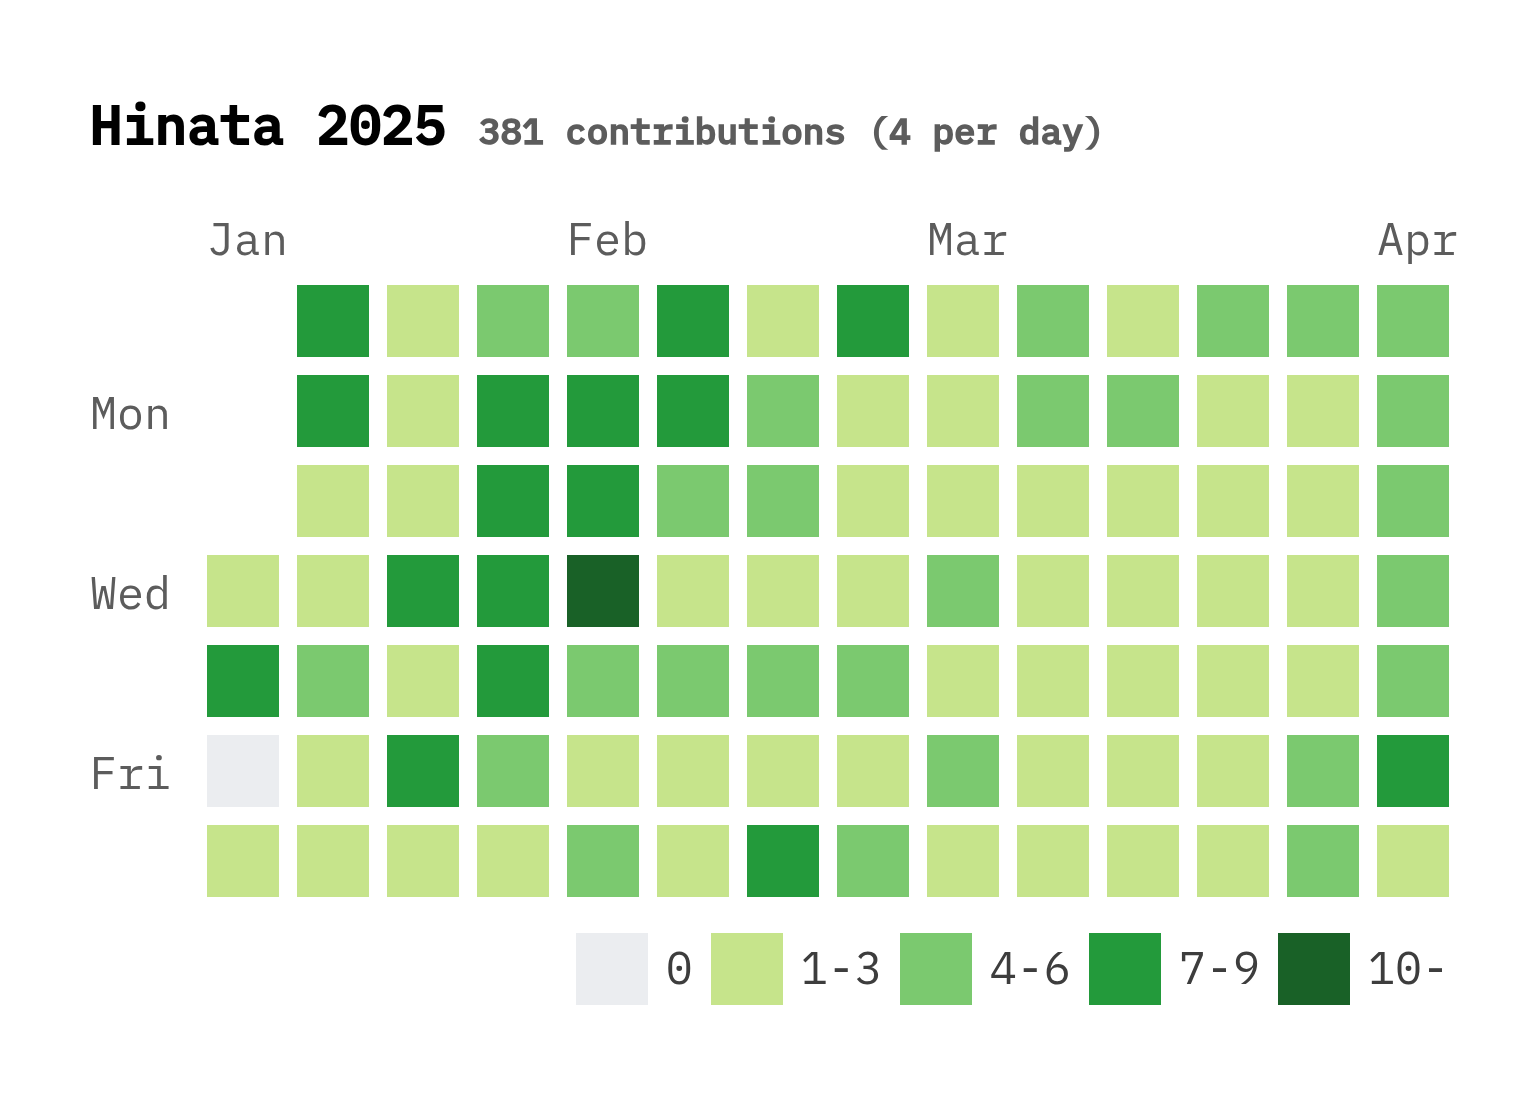 Hinata 2025 381 contributions (4 per day)
Jan Feb Mar Apr
Mon
Wed
Fri
0 1-3 4-6 7-9 10-